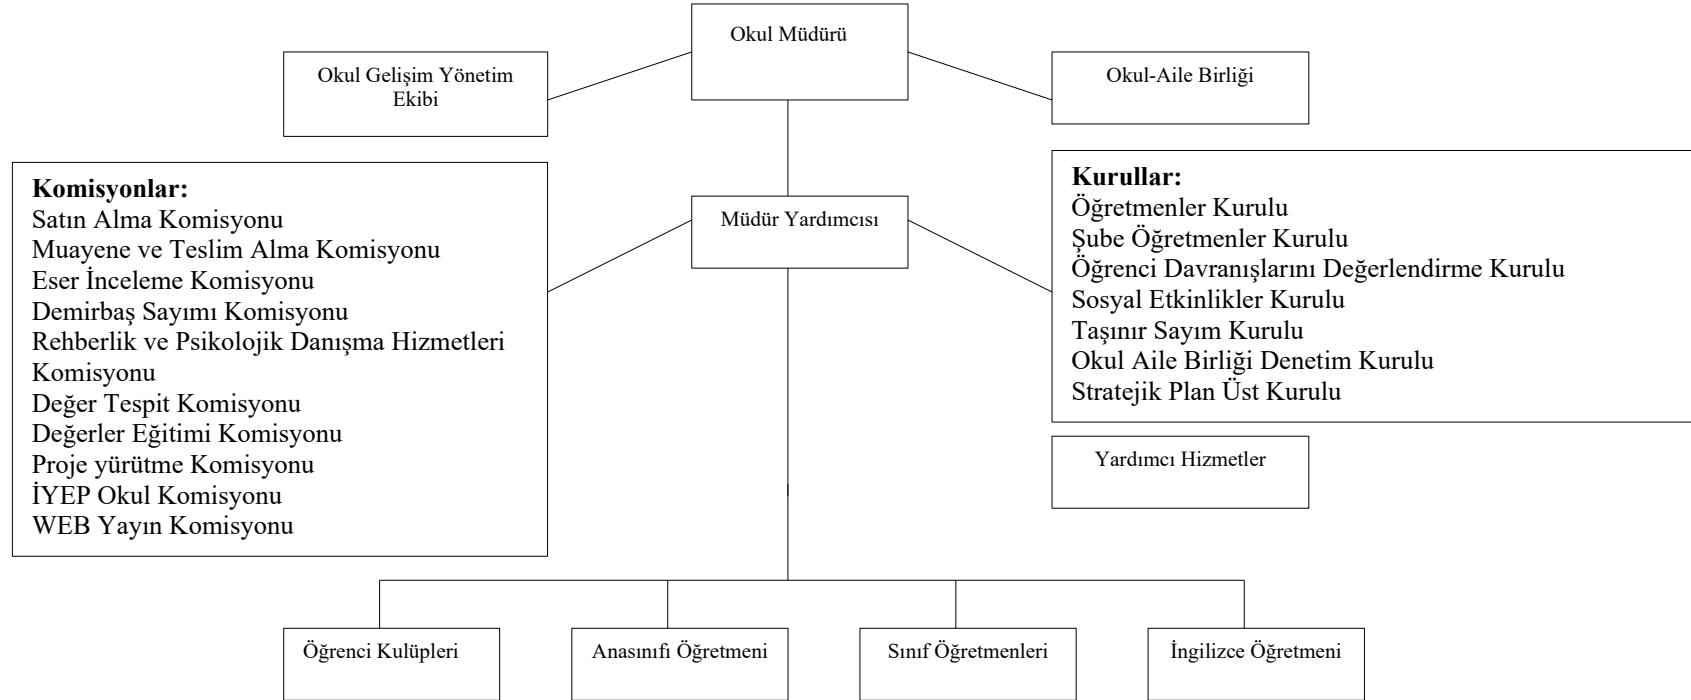 Okul Müdürü
Okul Gelişim Yönetim
Ekibi
Okul-Aile Birliği
Komisyonlar:
Satın Alma Komisyonu
Muayene ve Teslim Alma Komisyonu
Eser İnceleme Komisyonu
Demirbaş Sayımı Komisyonu
Rehberlik ve Psikolojik Danışma Hizmetleri
Komisyonu
Değer Tespit Komisyonu
Değerler Eğitimi Komisyonu
Proje yürütme Komisyonu
İYEP Okul Komisyonu
WEB Yayın Komisyonu
Müdür Yardımcısı
Kurullar:
Öğretmenler Kurulu
Şube Öğretmenler Kurulu
Öğrenci Davranışlarını Değerlendirme Kurulu
Sosyal Etkinlikler Kurulu
Taşınır Sayım Kurulu
Okul Aile Birliği Denetim Kurulu
Stratejik Plan Üst Kurulu
Yardımcı Hizmetler
Öğrenci Kulüpleri
Anasınıfı Öğretmeni
Sınıf Öğretmenleri
İngilizce Öğretmeni